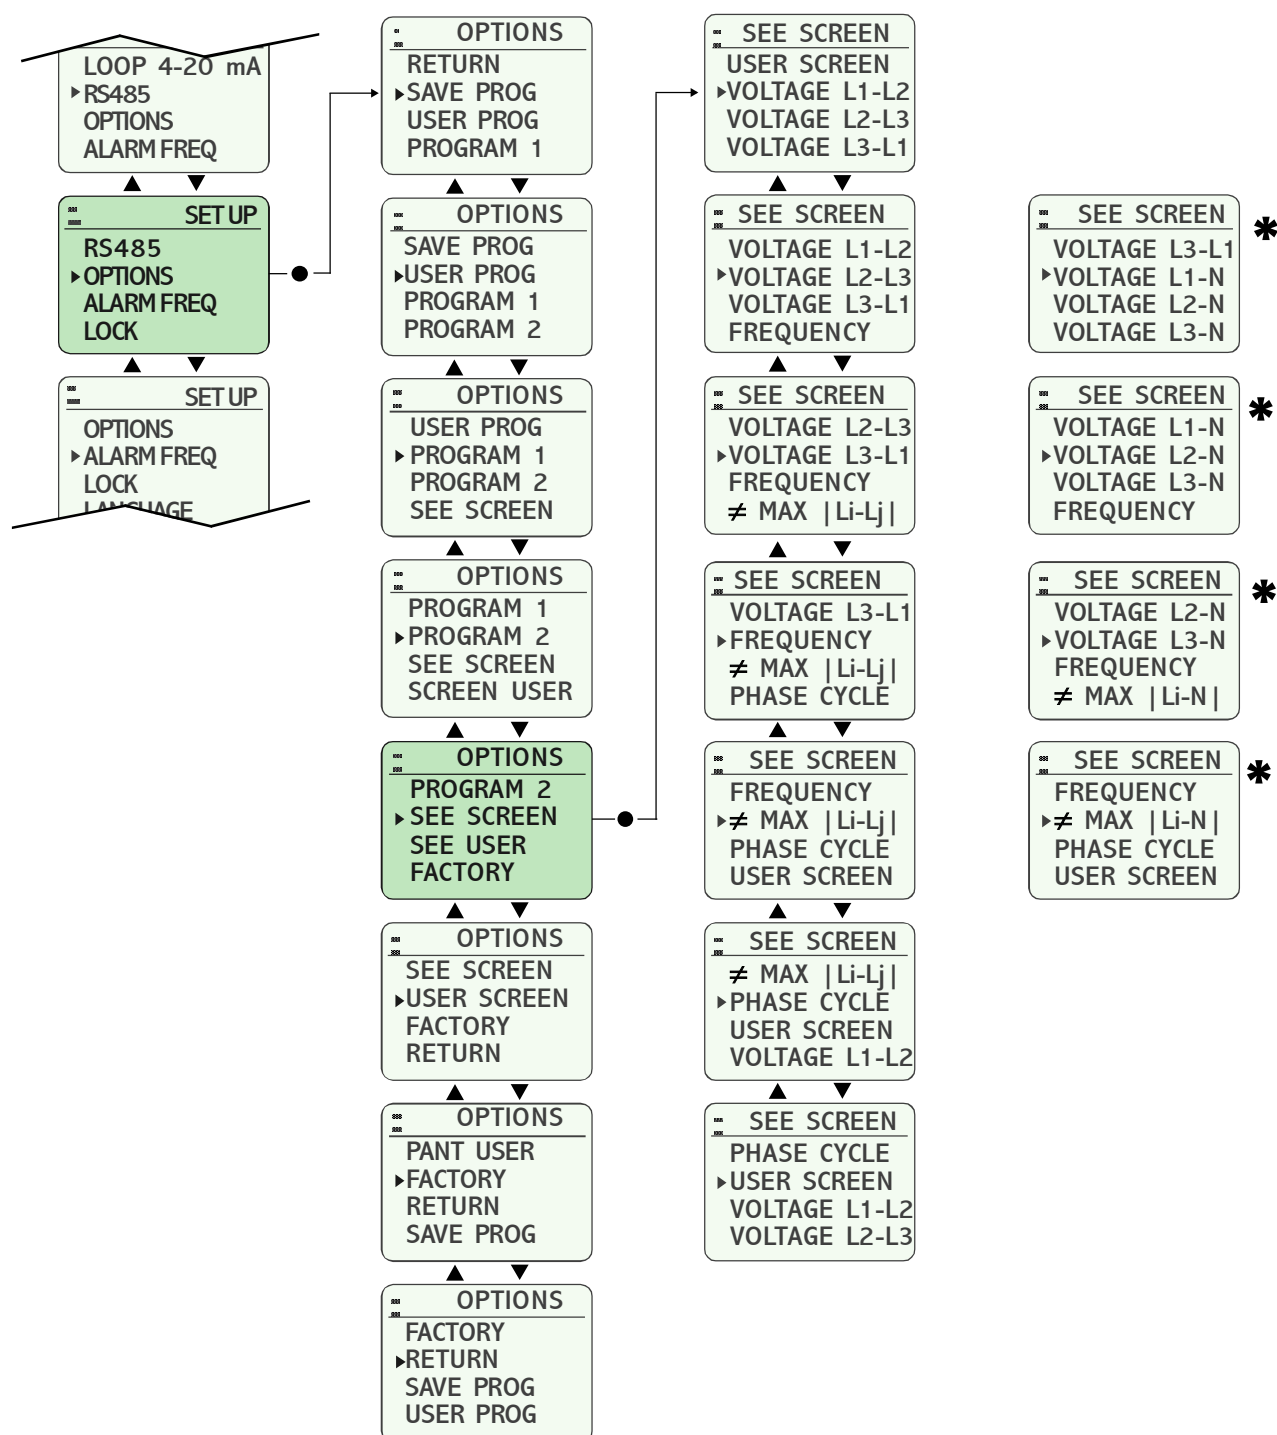 LOOP 4-20 mA
RS485
OPTIONS
ALARM FREQ
SET UP
RS485
OPTIONS
ALARM FREQ
LOCK
SET UP
OPTIONS
ALARM FREQ
LOCK
LANGUAGE
OPTIONS
RETURN
SAVE PROG
USER PROG
PROGRAM 1
OPTIONS
SAVE PROG
USER PROG
PROGRAM 1
PROGRAM 2
OPTIONS
USER PROG
PROGRAM 1
PROGRAM 2
SEE SCREEN
OPTIONS
PROGRAM 1
PROGRAM 2
SEE SCREEN
SCREEN USER
OPTIONS
PROGRAM 2
SEE SCREEN
SEE USER
FACTORY
OPTIONS
SEE SCREEN
USER SCREEN
FACTORY
RETURN
OPTIONS
PANT USER
FACTORY
RETURN
SAVE PROG
OPTIONS
FACTORY
RETURN
SAVE PROG
USER PROG
SEE SCREEN
USER SCREEN
VOLTAGE L1-L2
VOLTAGE L2-L3
VOLTAGE L3-L1
SEE SCREEN
VOLTAGE L1-L2
VOLTAGE L2-L3
VOLTAGE L3-L1
FREQUENCY
SEE SCREEN
VOLTAGE L2-L3
VOLTAGE L3-L1
FREQUENCY
≠ MAX |Li-Lj|
SEE SCREEN
VOLTAGE L3-L1
FREQUENCY
≠ MAX |Li-Lj|
PHASE CYCLE
SEE SCREEN
FREQUENCY
≠ MAX |Li-Lj|
PHASE CYCLE
USER SCREEN
SEE SCREEN
≠ MAX |Li-Lj|
PHASE CYCLE
USER SCREEN
VOLTAGE L1-L2
SEE SCREEN
PHASE CYCLE
USER SCREEN
VOLTAGE L1-L2
VOLTAGE L2-L3
SEE SCREEN *
VOLTAGE L3-L1
VOLTAGE L1-N
VOLTAGE L2-N
VOLTAGE L3-N
SEE SCREEN *
VOLTAGE L1-N
VOLTAGE L2-N
VOLTAGE L3-N
FREQUENCY
SEE SCREEN *
VOLTAGE L2-N
VOLTAGE L3-N
FREQUENCY
≠ MAX |Li-N|
SEE SCREEN *
FREQUENCY
≠ MAX |Li-N|
PHASE CYCLE
USER SCREEN